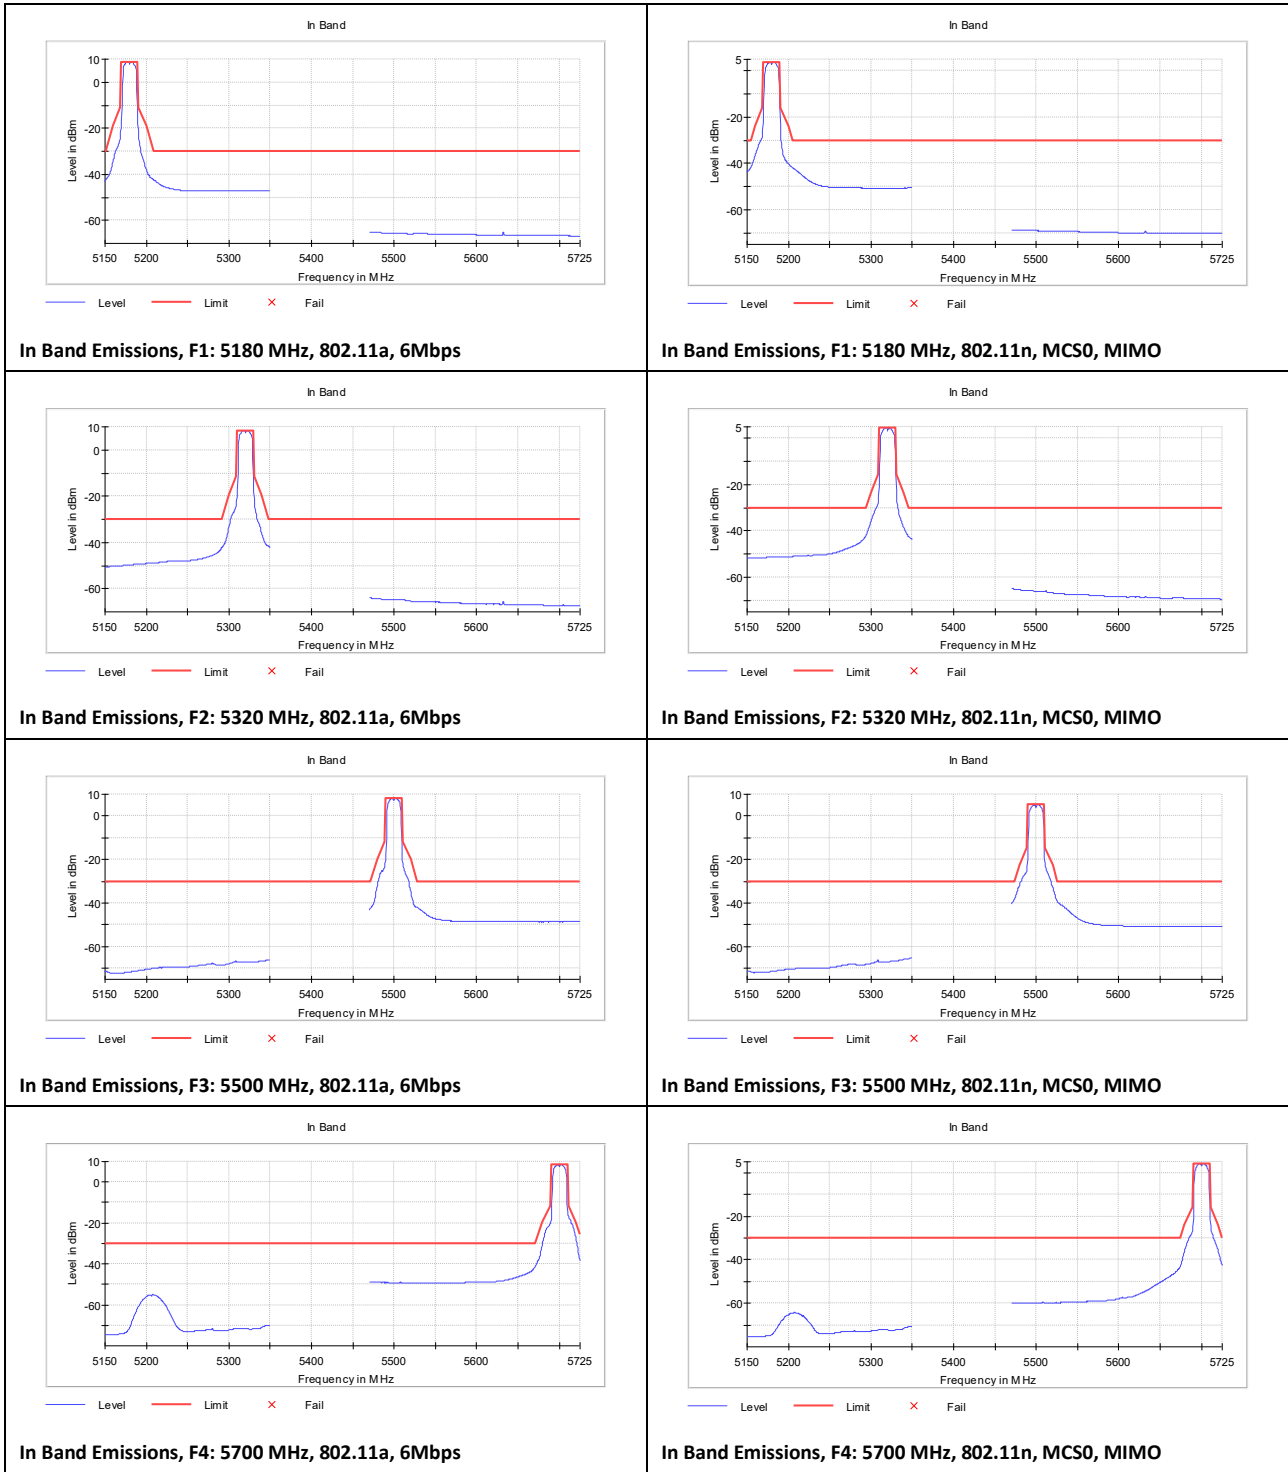 In Band
10
0
-20
-40
-60
Level in dBm
5150 5200 5300 5400 5500 5600 5725
Frequency in MHz
Level Limit × Fail
In Band Emissions, F1: 5180 MHz, 802.11a, 6Mbps
In Band
5
-20
-40
-60
Level in dBm
5150 5200 5300 5400 5500 5600 5725
Frequency in MHz
Level Limit × Fail
In Band Emissions, F1: 5180 MHz, 802.11n, MCS0, MIMO
In Band
10
0
-20
-40
-60
Level in dBm
5150 5200 5300 5400 5500 5600 5725
Frequency in MHz
Level Limit × Fail
In Band Emissions, F2: 5320 MHz, 802.11a, 6Mbps
In Band
5
-20
-40
-60
Level in dBm
5150 5200 5300 5400 5500 5600 5725
Frequency in MHz
Level Limit × Fail
In Band Emissions, F2: 5320 MHz, 802.11n, MCS0, MIMO
In Band
10
0
-20
-40
-60
Level in dBm
5150 5200 5300 5400 5500 5600 5725
Frequency in MHz
Level Limit × Fail
In Band Emissions, F3: 5500 MHz, 802.11a, 6Mbps
In Band
10
0
-20
-40
-60
Level in dBm
5150 5200 5300 5400 5500 5600 5725
Frequency in MHz
Level Limit × Fail
In Band Emissions, F3: 5500 MHz, 802.11n, MCS0, MIMO
In Band
10
0
-20
-40
-60
Level in dBm
5150 5200 5300 5400 5500 5600 5725
Frequency in MHz
Level Limit × Fail
In Band Emissions, F4: 5700 MHz, 802.11a, 6Mbps
In Band
5
-20
-40
-60
Level in dBm
5150 5200 5300 5400 5500 5600 5725
Frequency in MHz
Level Limit × Fail
In Band Emissions, F4: 5700 MHz, 802.11n, MCS0, MIMO